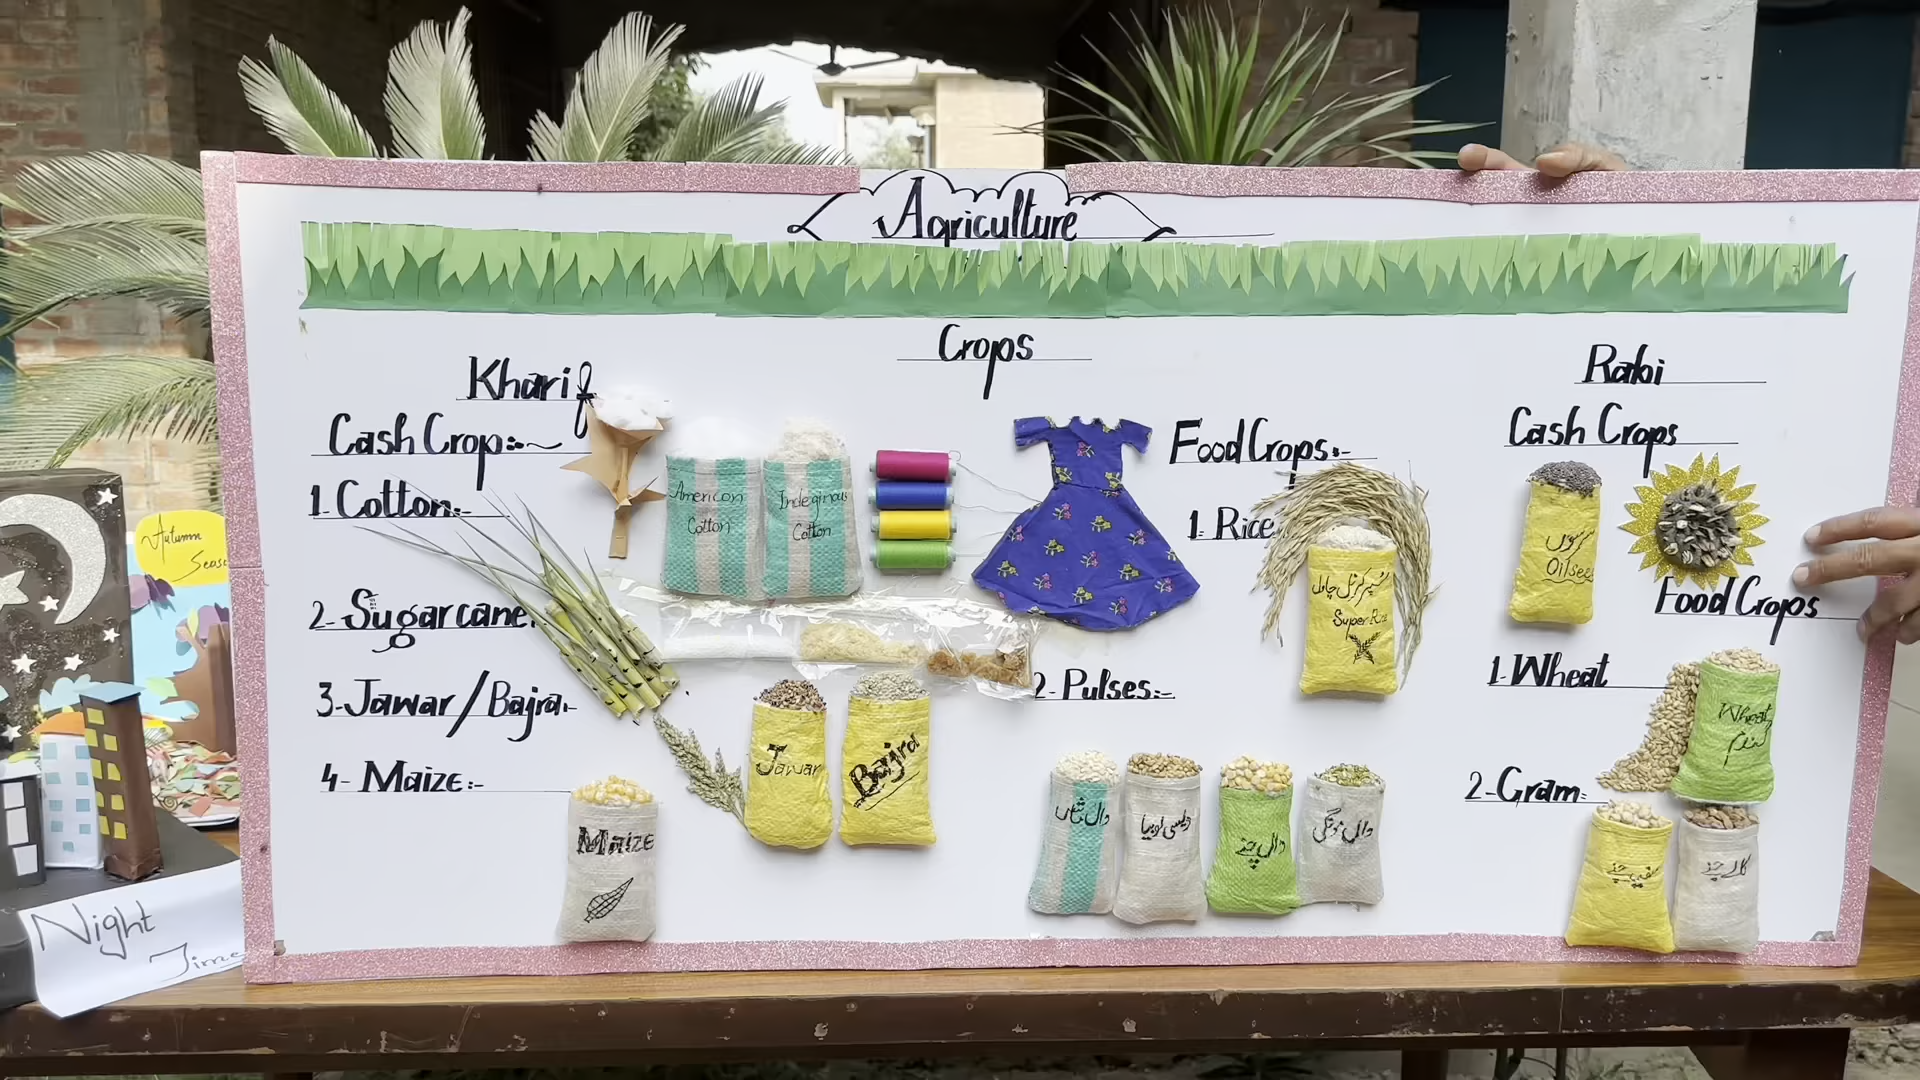 Agriculture
Crops
Kharif
Cash Crop:~
1. Cotton:-
American
Cotton
Indeginous
Cotton
2- Sugarcane.
3-Jawar/Bajra:-
Jawar
Bajra
4- Maize:-
Maize
Food Crops:-
1. Rice
سپر کرنل چاول
Super Rice
2- Pulses:-
دال ماش
دیسی لوبیا
دال چنے
دال مونگی
Rabi
Cash Crops
سرسوں
Oilsee
Food Crops
1. Wheat
Wheat
گندم
2- Gram:
سفید چنے
کالے چنے
Autumn
Seas
Night
Time